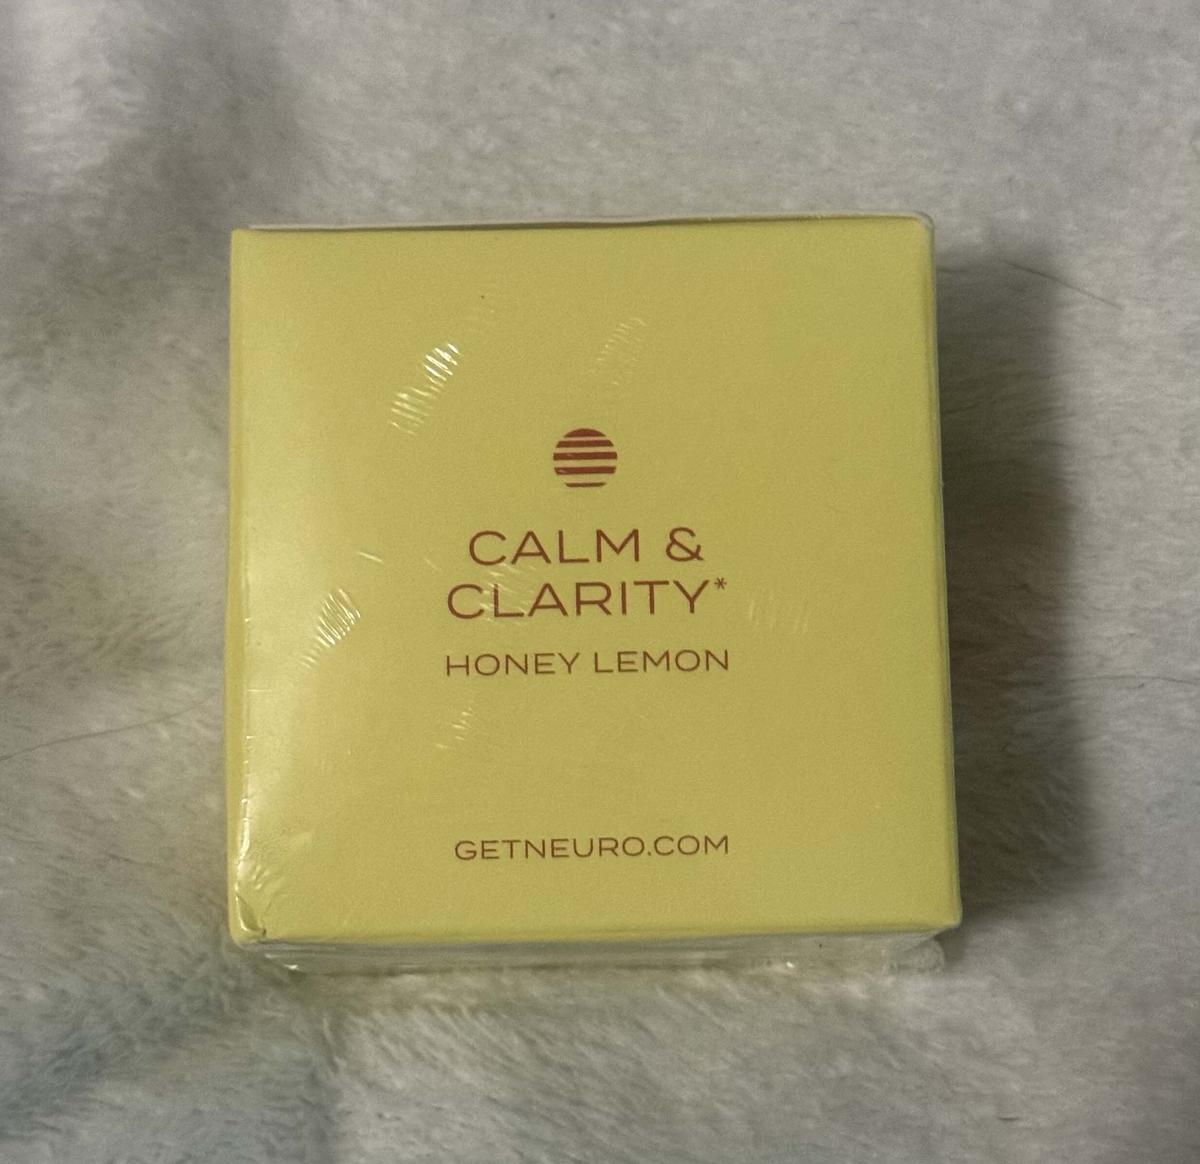 CALM &
CLARITY*
HONEY LEMON
GETNEURO.COM